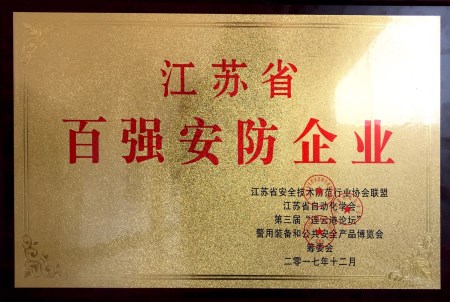 江苏省
百强安防企业
江苏省安全技术防范行业协会联盟
江苏省自动化学会
第三届“连云港论坛”
警用装备和公共安全产品博览会
筹委会
二零一七年十二月